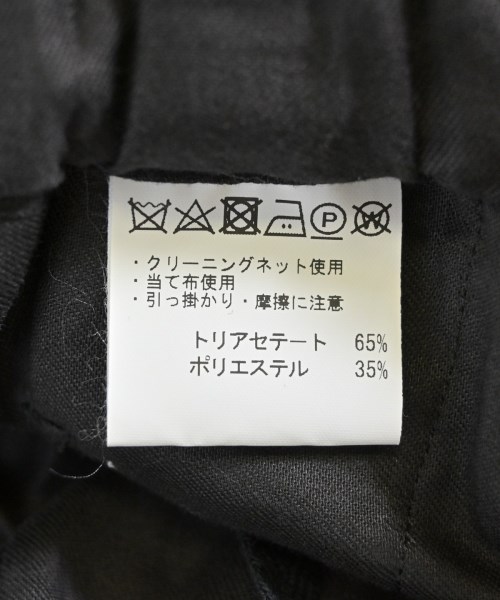 P W
・クリーニングネット使用
・当て布使用
・引っ掛かり・摩擦に注意
トリアセテート 65%
ポリエステル 35%